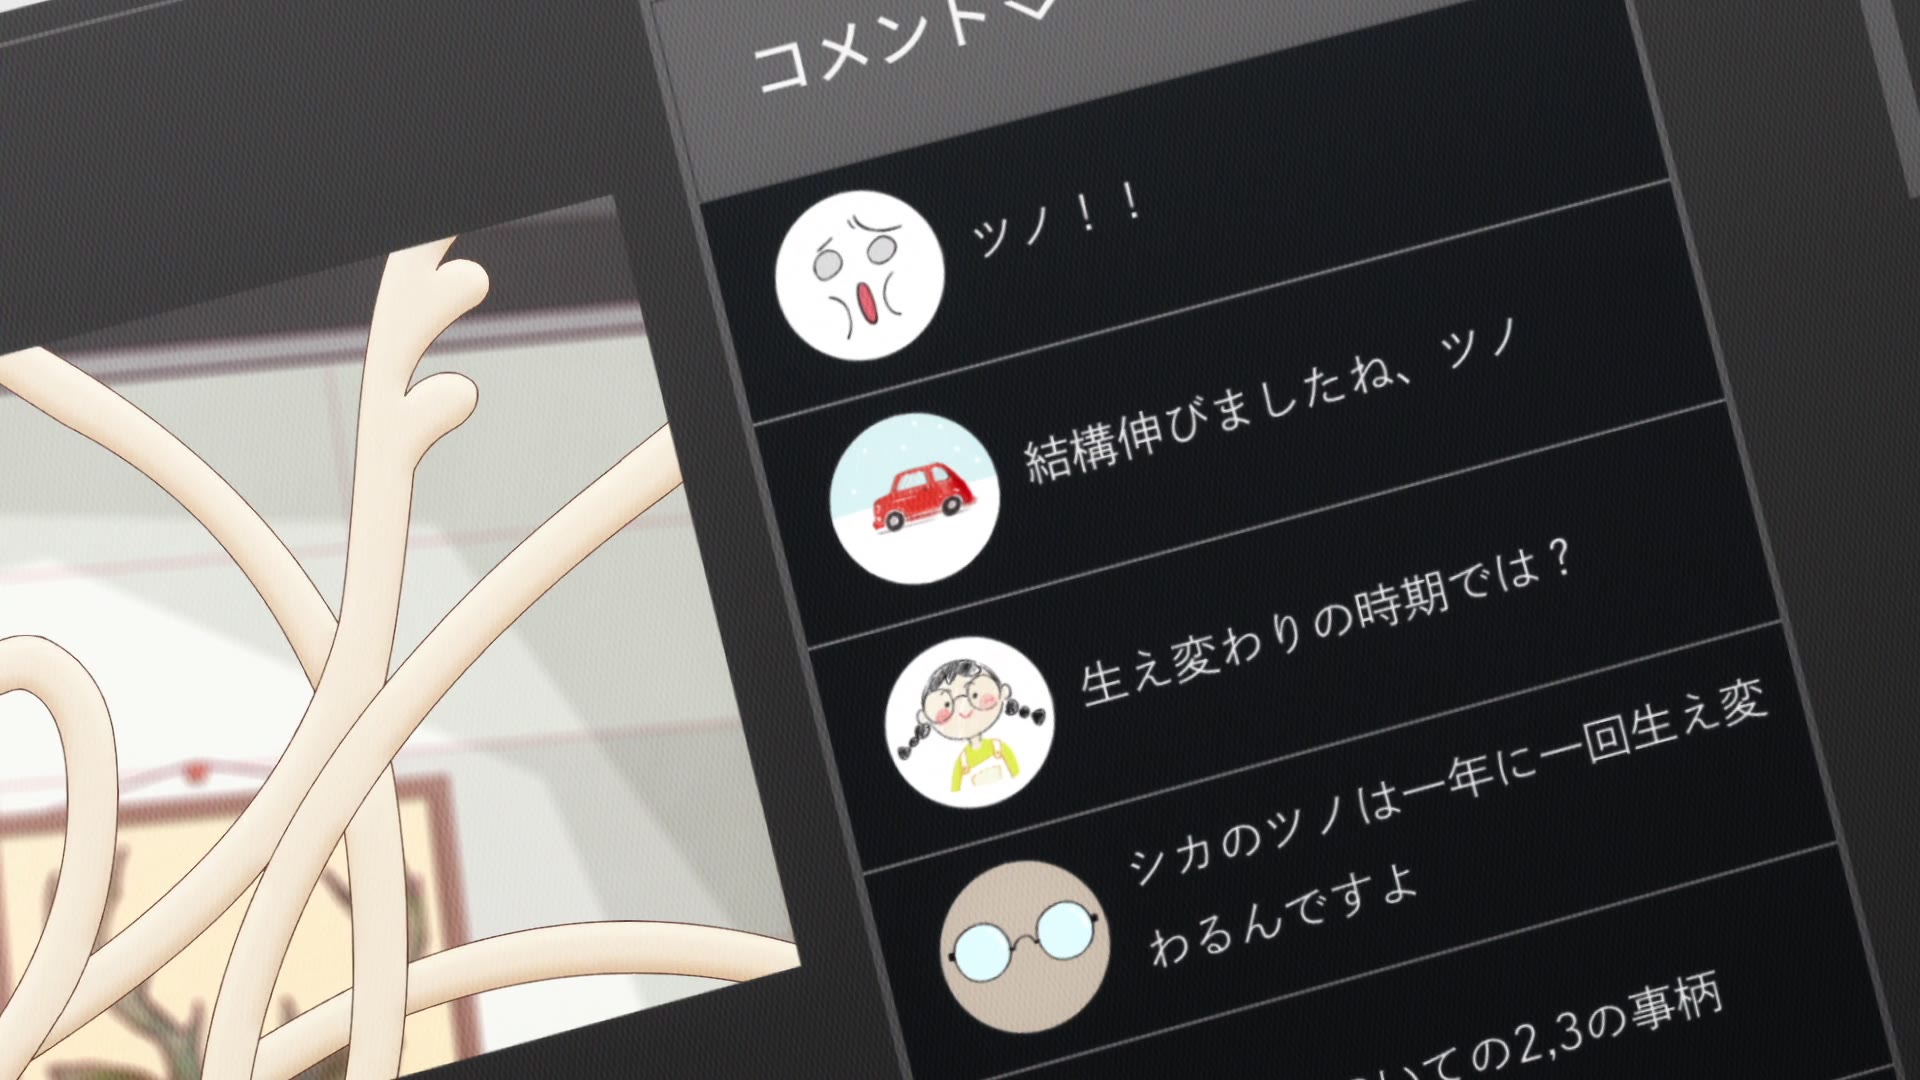 コメント
ツノ！！
結構伸びましたね、ツノ
生え変わりの時期では？
シカのツノは一年に一回生え変
わるんですよ
いての2,3の事柄